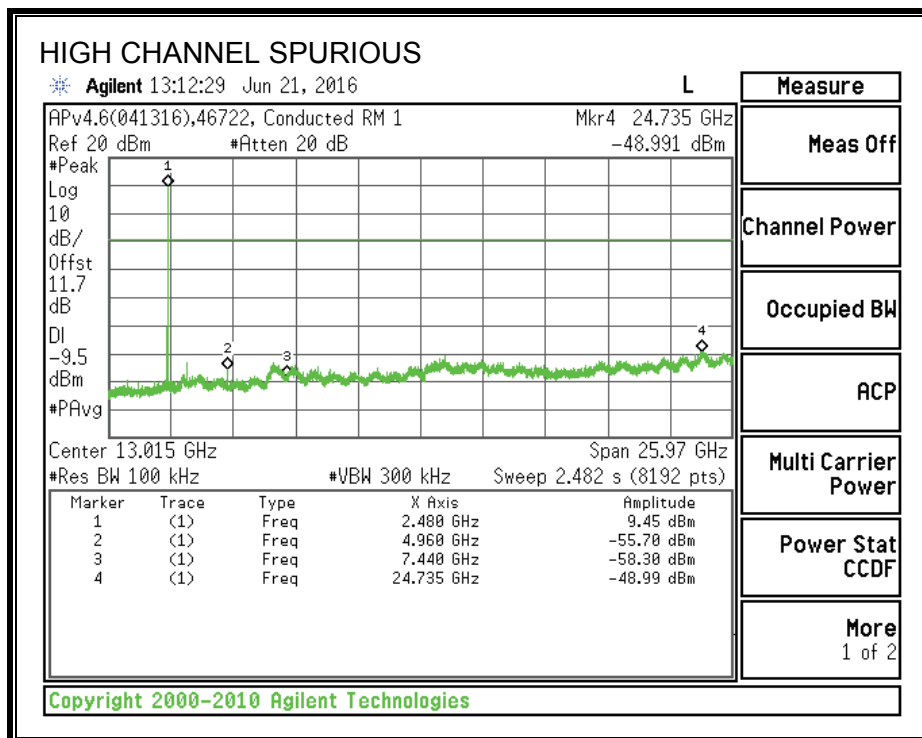 HIGH CHANNEL SPURIOUS
Agilent 13:12:29 Jun 21, 2016 L
APv4.6(041316),46722, Conducted RM 1 Mkr4 24.735 GHz
Ref 20 dBm #Atten 20 dB -48.991 dBm
#Peak
Log
10
dB/
Offst
11.7
dB
DI
-9.5
dBm
#PAvg
1
2
3
4
Center 13.015 GHz Span 25.97 GHz
#Res BW 100 kHz #VBW 300 kHz Sweep 2.482 s (8192 pts)
Marker Trace Type X Axis Amplitude
1 (1) Freq 2.480 GHz 9.45 dBm
2 (1) Freq 4.960 GHz -55.70 dBm
3 (1) Freq 7.440 GHz -58.30 dBm
4 (1) Freq 24.735 GHz -48.99 dBm
Measure
Meas Off
Channel Power
Occupied BW
ACP
Multi Carrier
Power
Power Stat
CCDF
More
1 of 2
Copyright 2000-2010 Agilent Technologies